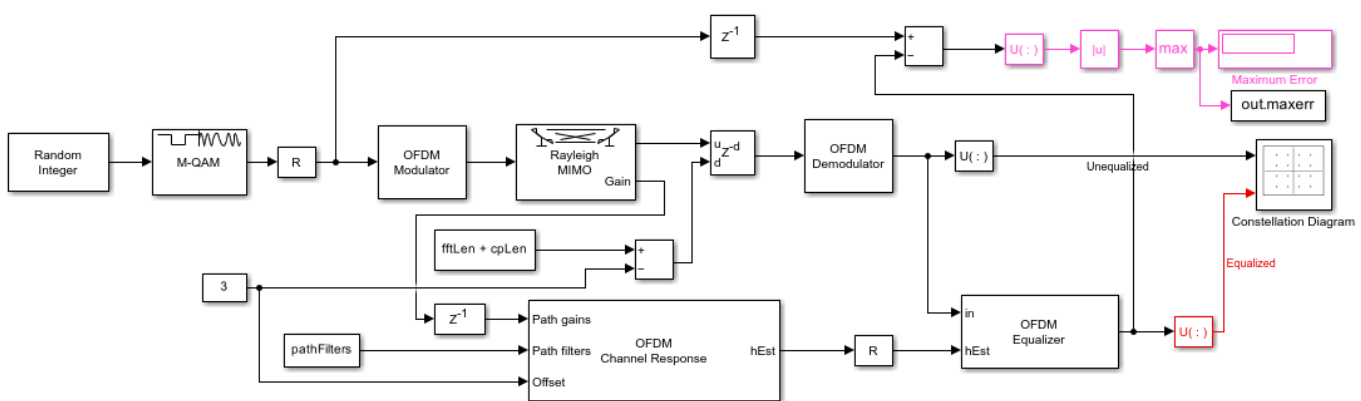 Z-1
+
−
U( : )
|u|
max
Maximum Error
out.maxerr
Random
Integer
M-QAM
R
OFDM
Modulator
Rayleigh
MIMO
Gain
u
d
Z-d
OFDM
Demodulator
U( : )
Unequalized
Constellation Diagram
fftLen + cpLen
+
−
Equalized
3
Z-1
pathFilters
Path gains
Path filters
Offset
OFDM
Channel Response
hEst
R
in
hEst
OFDM
Equalizer
U( : )